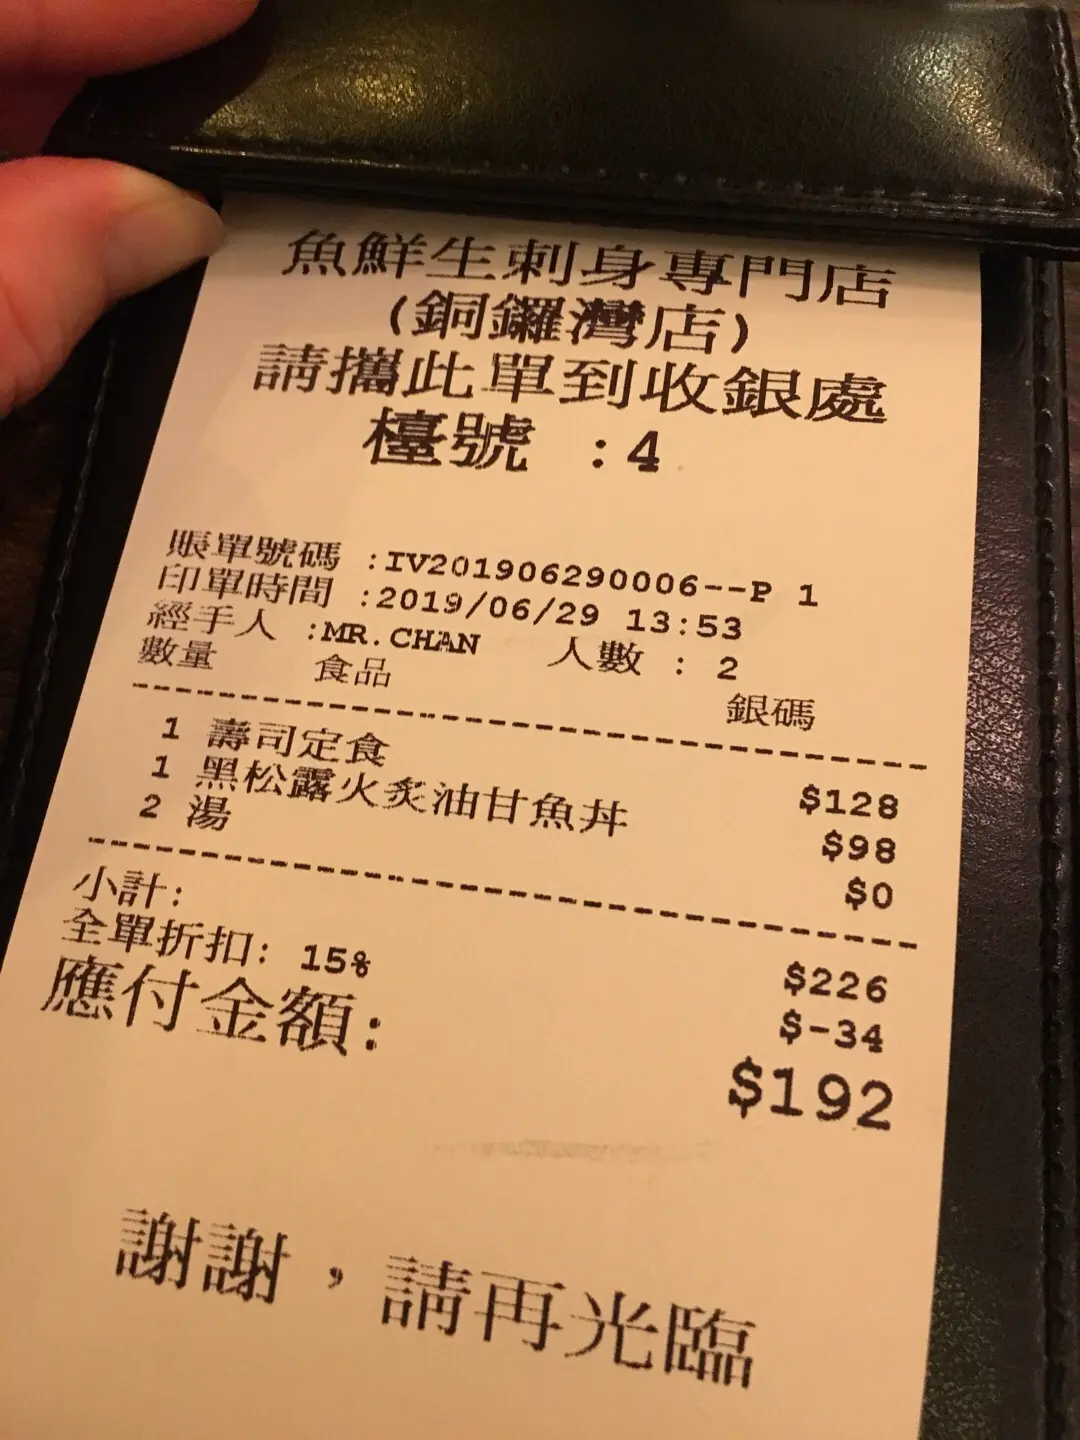 魚鮮生刺身專門店
(銅鑼灣店)
請攜此單到收銀處
檯號 :4
賬單號碼 :IV201906290006--P 1
印單時間 :2019/06/29 13:53
經手人 :MR.CHAN 人數 : 2
數量 食品 銀碼
1 壽司定食 $128
1 黑松露火炙油甘魚丼 $98
2 湯 $0
小計: $226
全單折扣: 15% $-34
應付金額: $192
謝謝，請再光臨